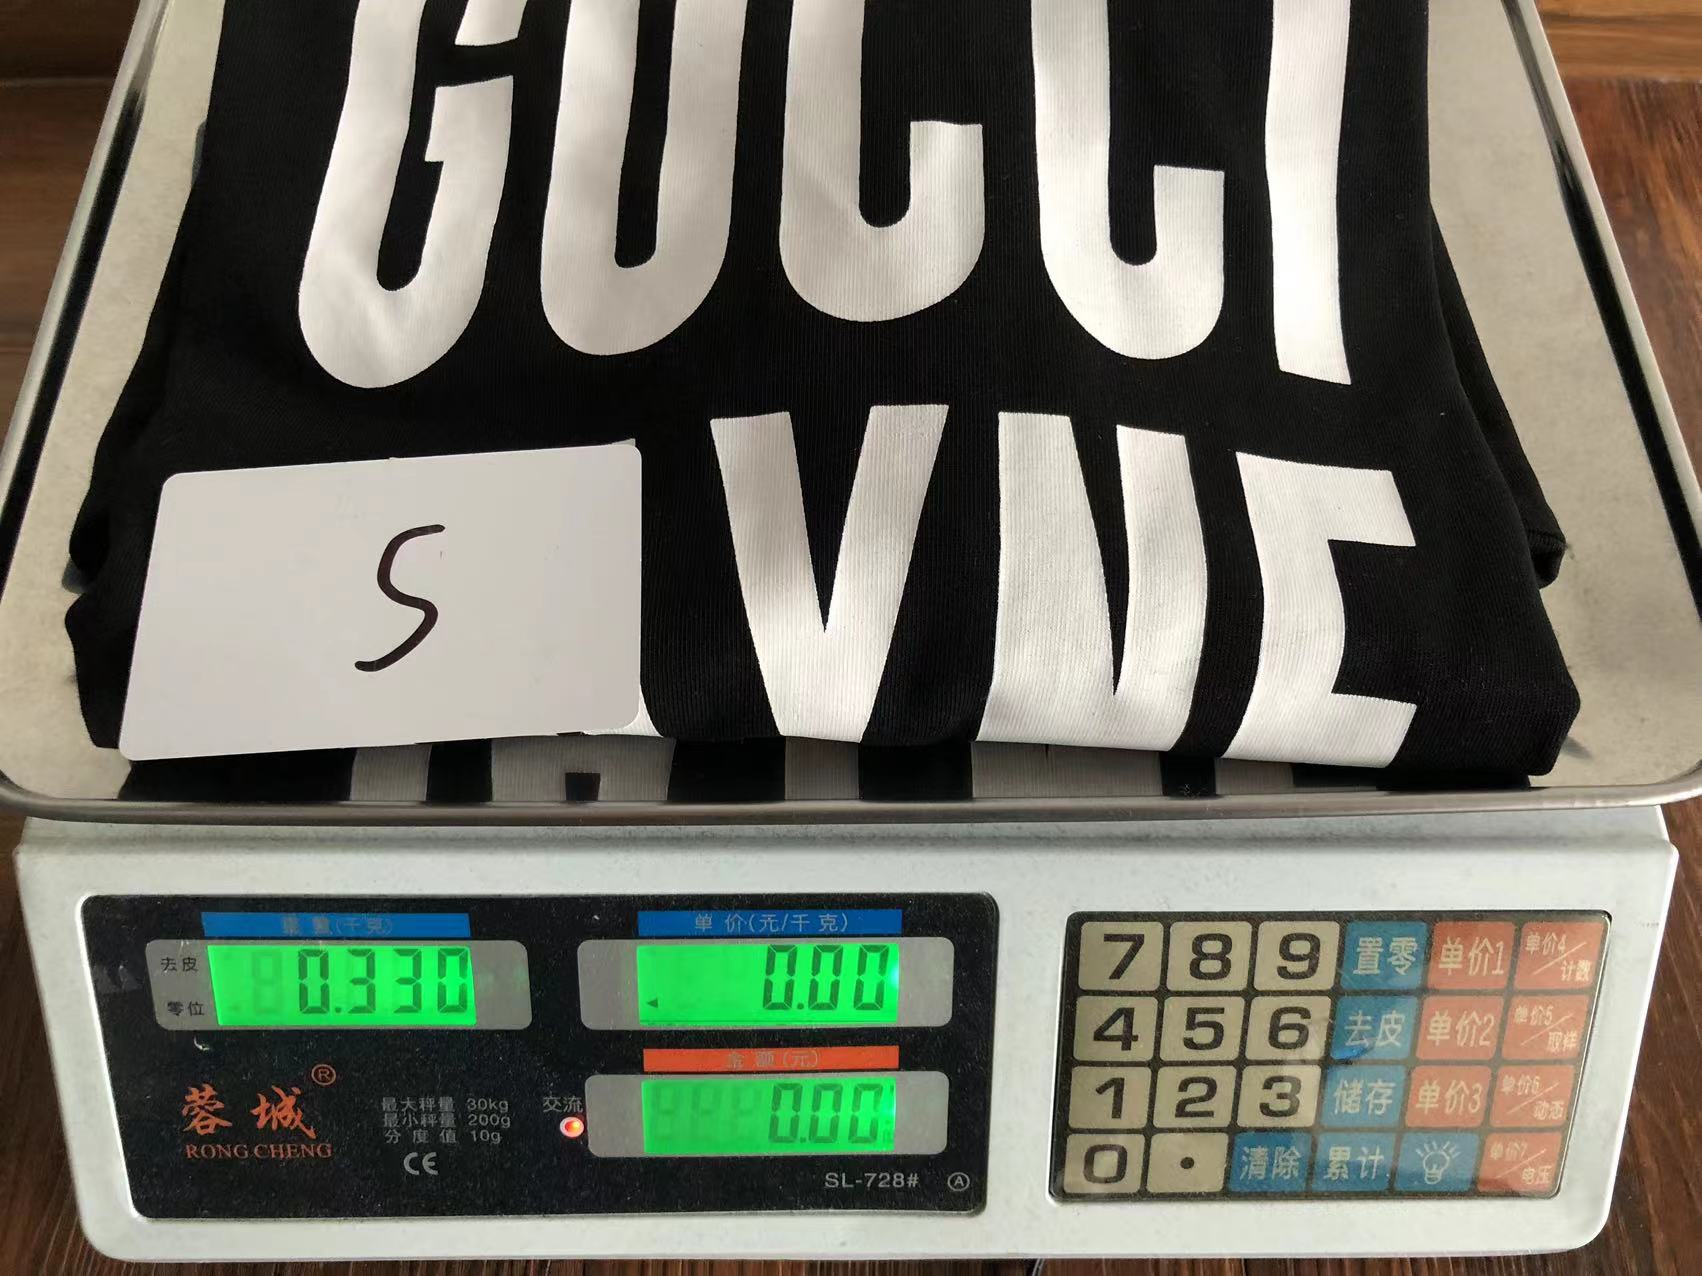 GUCCI
VNE
S
重量(千克)
单价(元/千克)
去皮
零位
0.330
0.00
金额(元)
0.00
蓉城®
RONG CHENG
最大秤量 30kg
最小秤量 200g
分度值 10g
CE
交流
SL-728# A
7 8 9 置零 单价1 单价4/计数
4 5 6 去皮 单价2 单价5/取样
1 2 3 储存 单价3 单价6/动态
0 . 清除 累计 单价7/电压